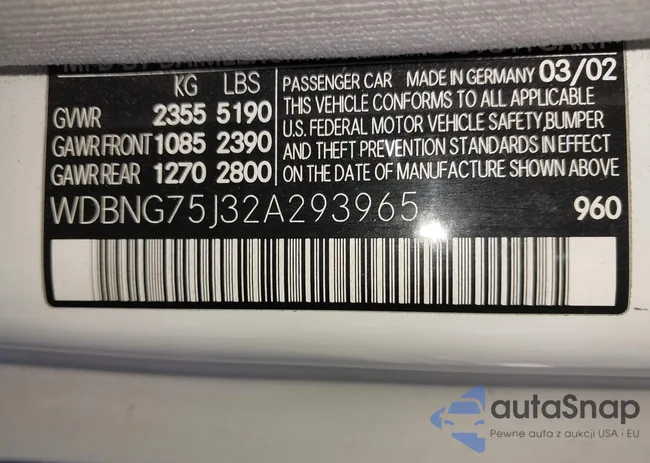 KG LBS
GVWR 2355 5190
GAWR FRONT 1085 2390
GAWR REAR 1270 2800
PASSENGER CAR MADE IN GERMANY 03/02
THIS VEHICLE CONFORMS TO ALL APPLICABLE
U.S. FEDERAL MOTOR VEHICLE SAFETY,BUMPER
AND THEFT PREVENTION STANDARDS IN EFFECT
ON THE DATE OF MANUFACTURE SHOWN ABOVE
WDBNG75J32A293965 960
autaSnap
Pewne auta z aukcji USA i EU